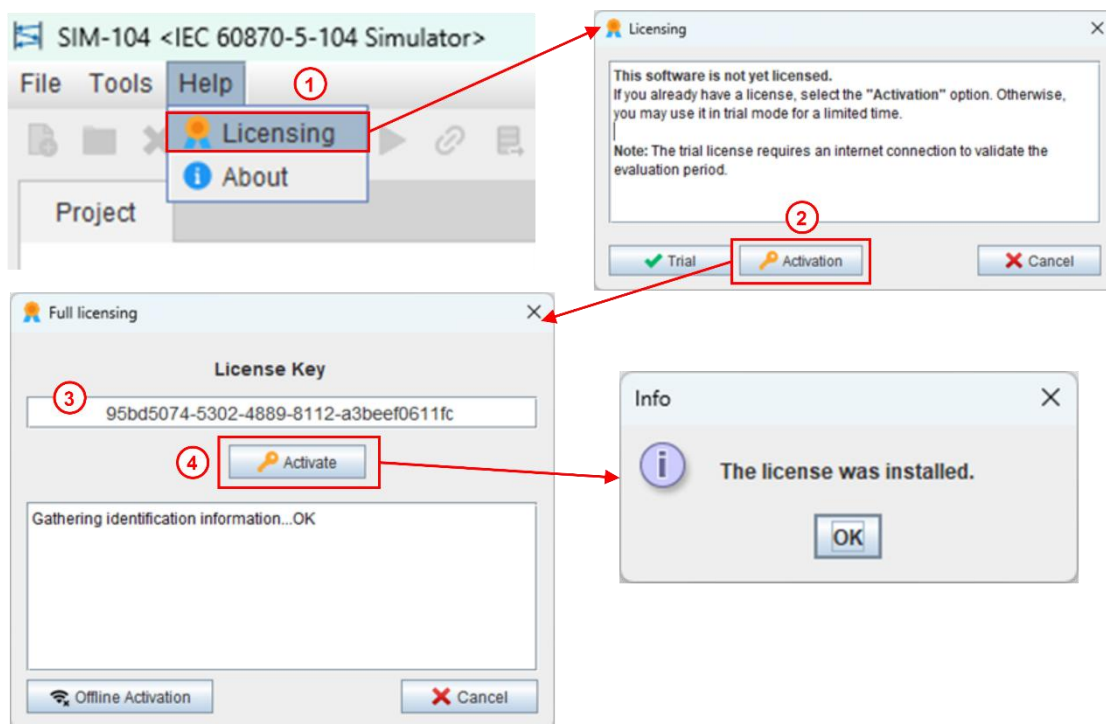 SIM-104 <IEC 60870-5-104 Simulator>
File Tools Help
1
Licensing
About
Project
Licensing
This software is not yet licensed.
If you already have a license, select the "Activation" option. Otherwise,
you may use it in trial mode for a limited time.
Note: The trial license requires an internet connection to validate the
evaluation period.
2
Trial Activation Cancel
Full licensing
License Key
3
95bd5074-5302-4889-8112-a3beef0611fc
4
Activate
Gathering identification information...OK
Offline Activation Cancel
Info
The license was installed.
OK